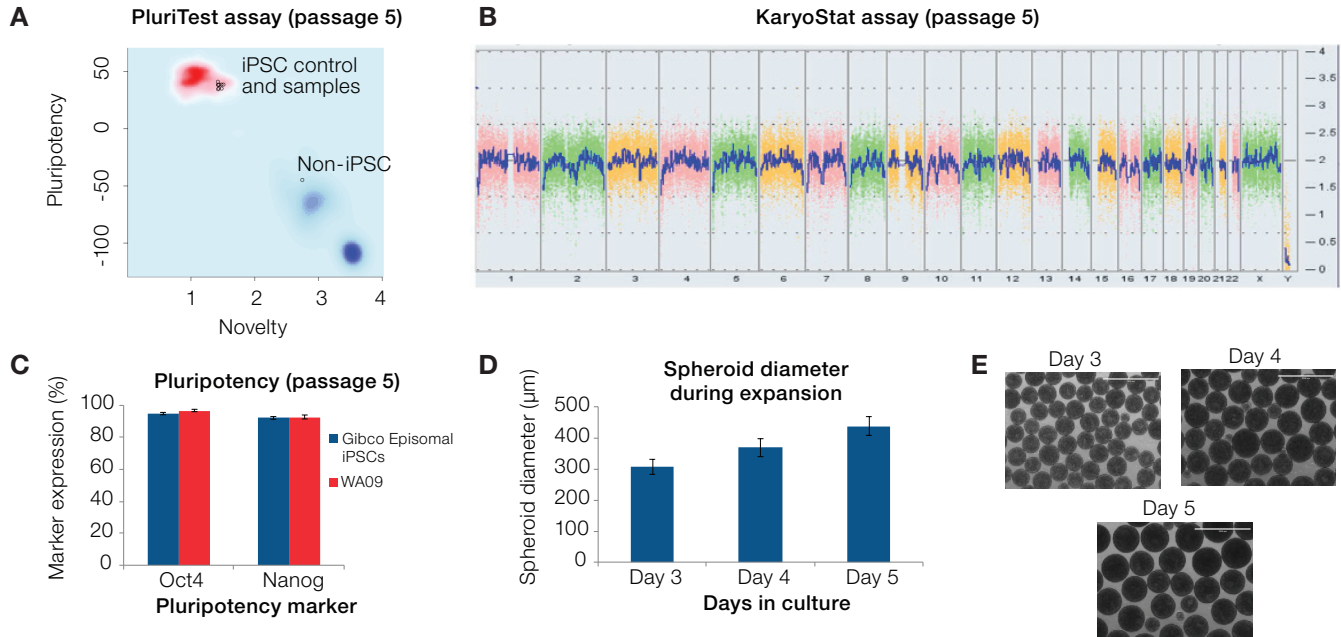 A
PluriTest assay (passage 5)
50
0
-50
-100
Pluripotency
iPSC control
and samples
Non-iPSC
1
2
3
4
Novelty
B
KaryoStat assay (passage 5)
4
3.5
3
2.5
2
1.5
1
0.5
0
1 2 3 4 5 6 7 8 9 10 11 12 13 14 15 16 17 18 19 20 21 22 X Y
C
Pluripotency (passage 5)
Marker expression (%)
100
80
60
40
20
0
Oct4
Nanog
Pluripotency marker
Gibco Episomal
iPSCs
WA09
D
Spheroid diameter
during expansion
Spheroid diameter (µm)
500
400
300
200
100
0
Day 3
Day 4
Day 5
Days in culture
E
Day 3
Day 4
Day 5